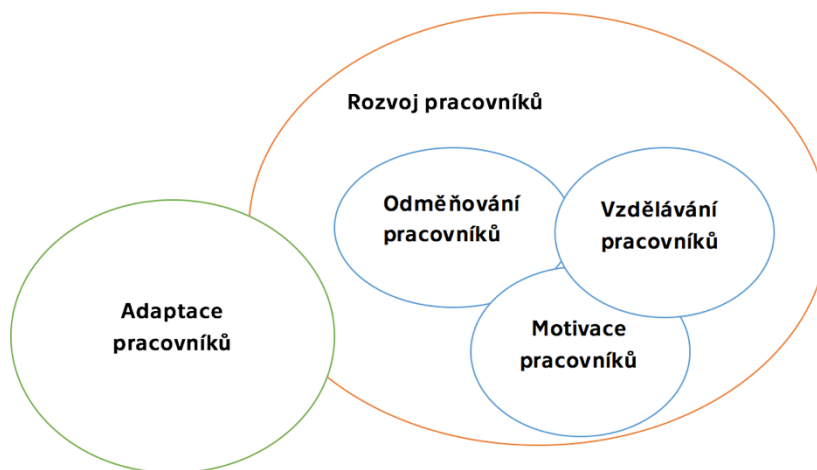 Rozvoj pracovníků
Odměňování
pracovníků
Vzdělávání
pracovníků
Adaptace
pracovníků
Motivace
pracovníků